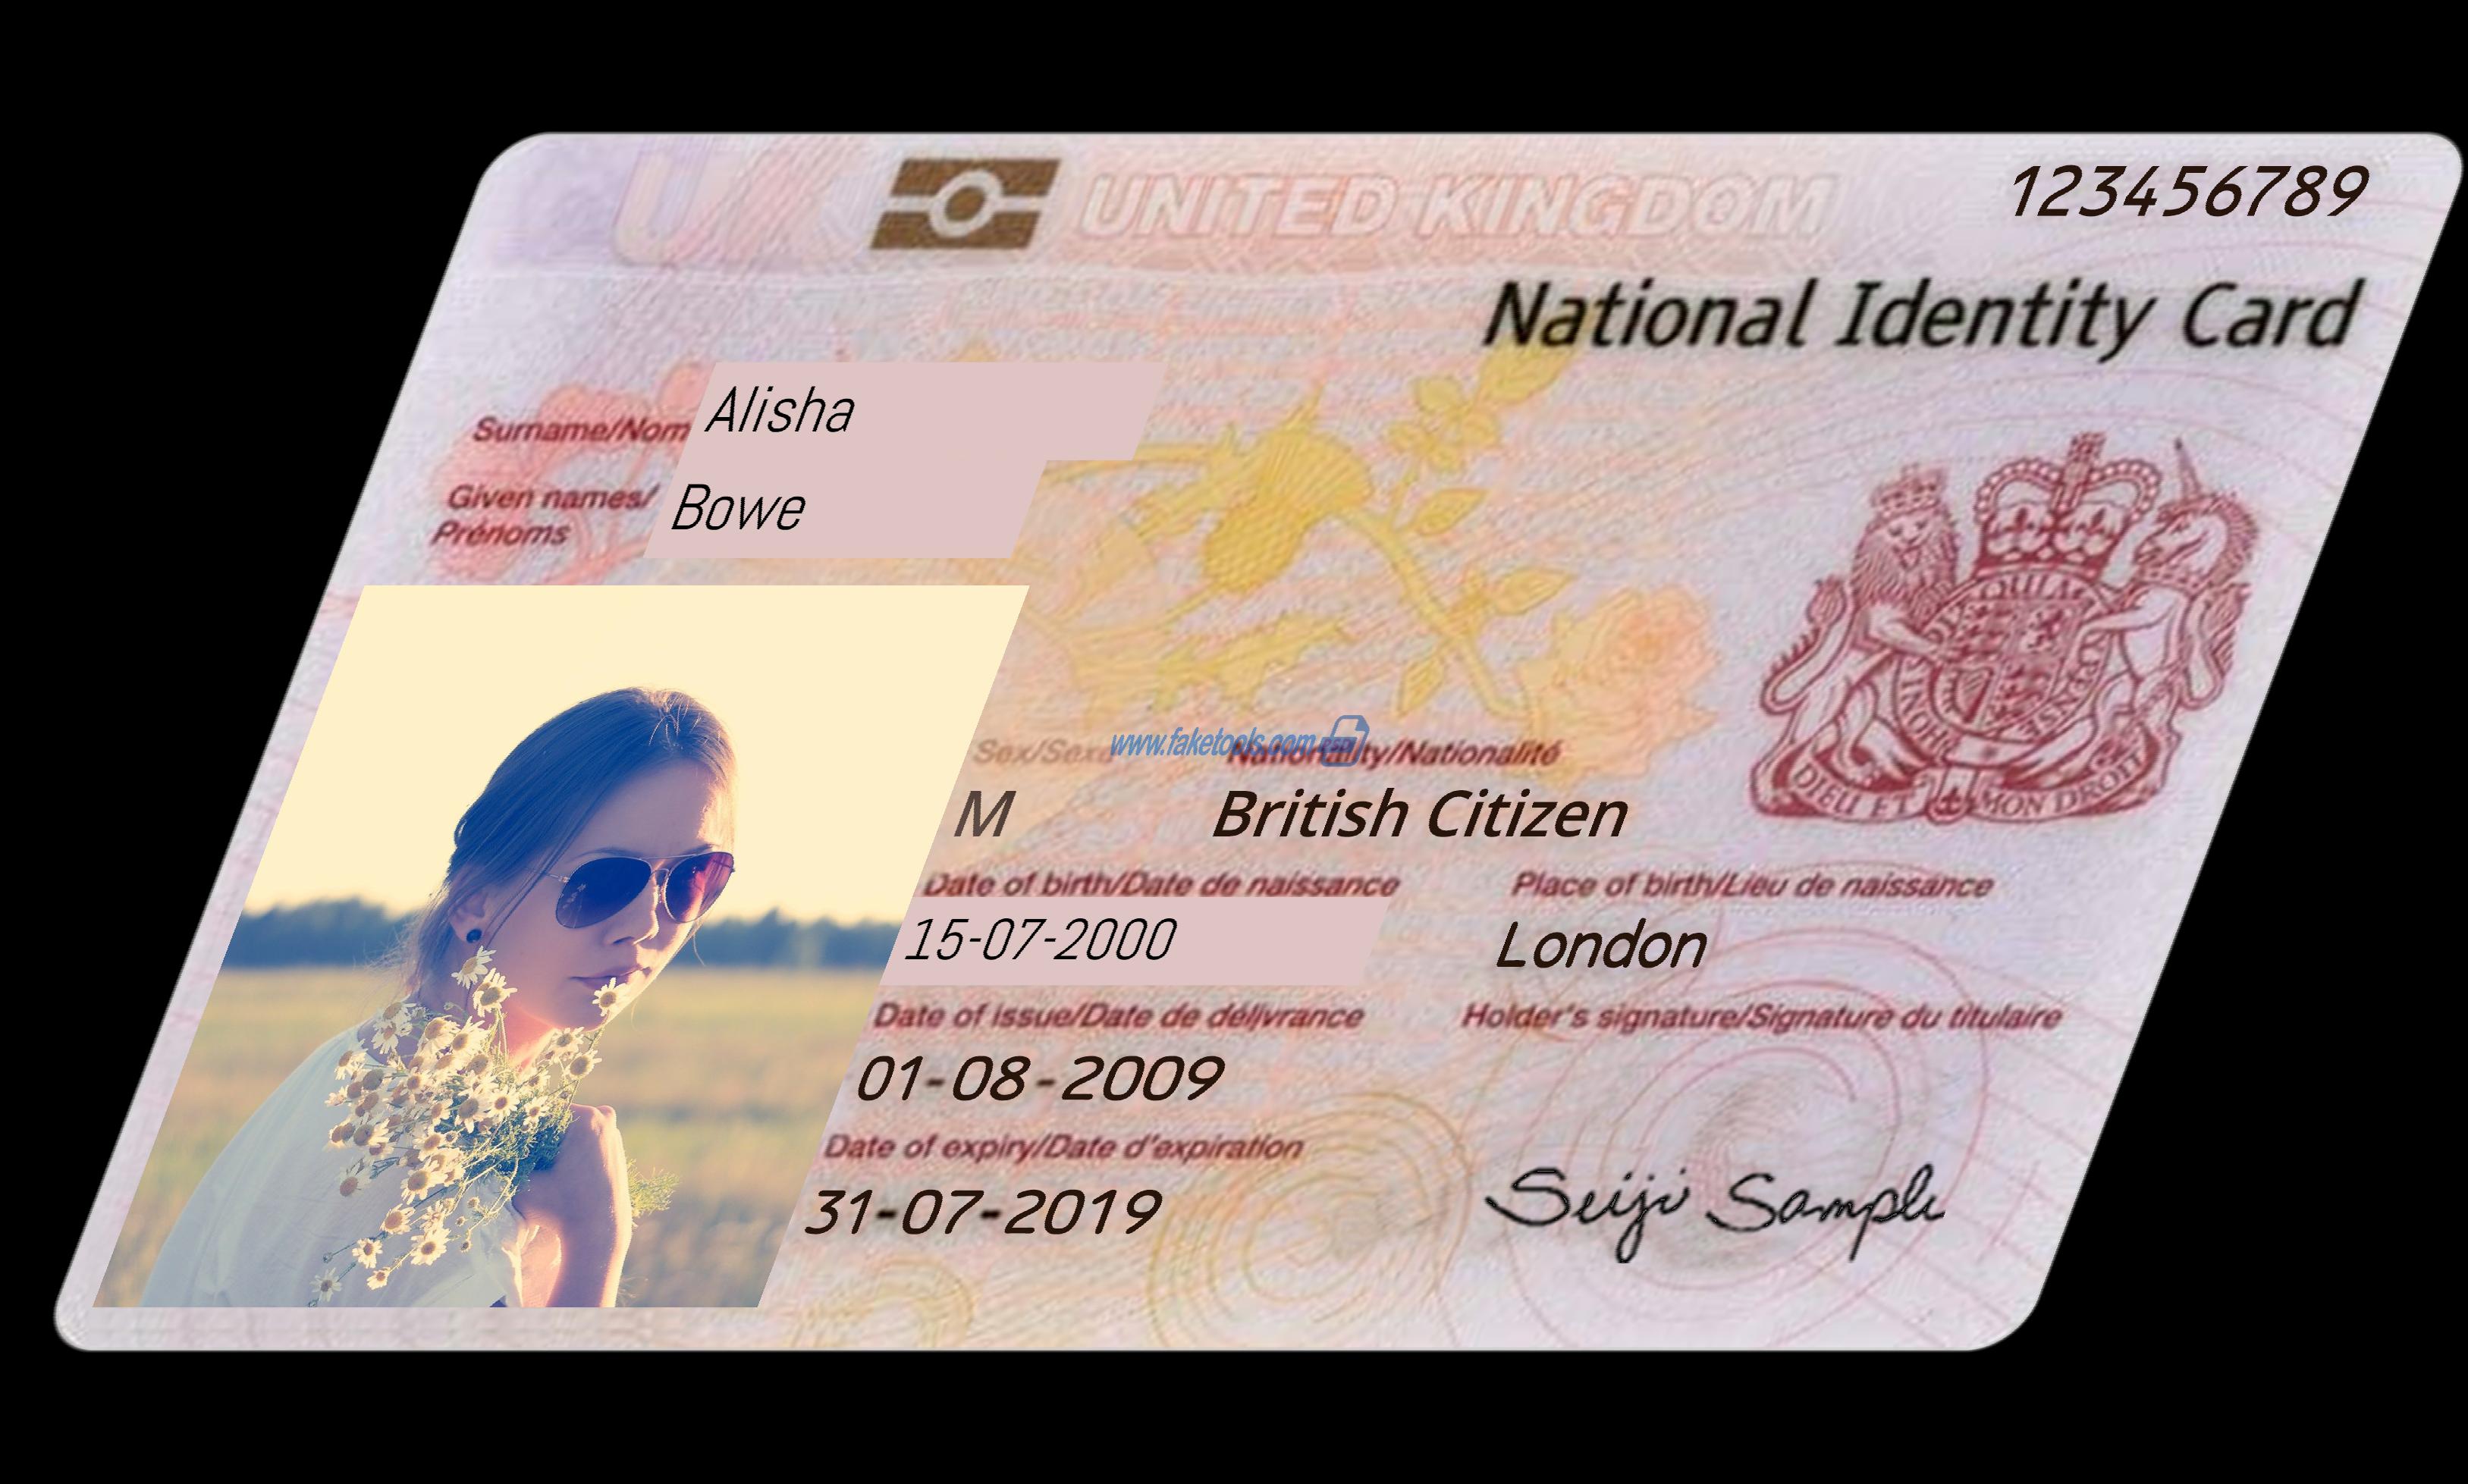 UK UNITED KINGDOM 123456789
National Identity Card
Surname/Nom Alisha
Given names/ Bowe
Prénoms
www.faketools.com
Sex/Sexe Nationality/Nationalité
M British Citizen
Date of birth/Date de naissance Place of birth/Lieu de naissance
15-07-2000 London
Date of issue/Date de délivrance Holder's signature/Signature du titulaire
01-08-2009
Date of expiry/Date d'expiration
31-07-2019 Seiji Sample
DIEU ET MON DROIT